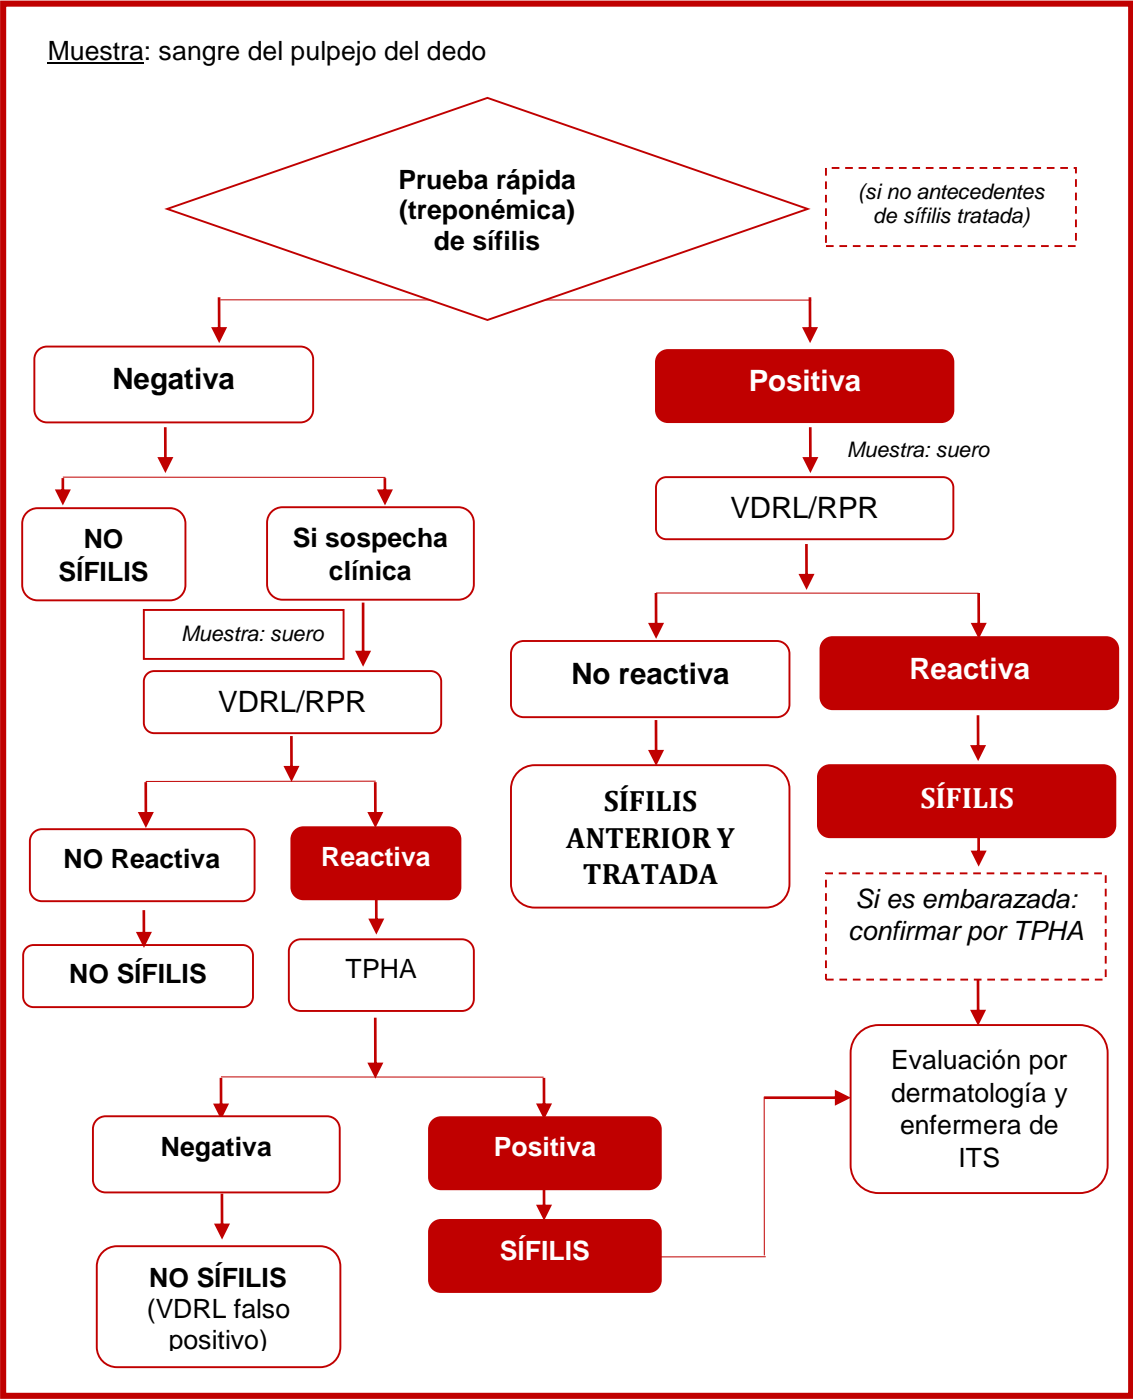 Muestra: sangre del pulpejo del dedo
Prueba rápida
(treponémica)
de sífilis
(si no antecedentes
de sífilis tratada)
Negativa
Positiva
Muestra: suero
VDRL/RPR
NO
SÍFILIS
Si sospecha
clínica
Muestra: suero
VDRL/RPR
No reactiva
Reactiva
SÍFILIS
ANTERIOR Y
TRATADA
SÍFILIS
NO Reactiva
Reactiva
Si es embarazada:
confirmar por TPHA
NO SÍFILIS
TPHA
Evaluación por
dermatología y
enfermera de
ITS
Negativa
Positiva
SÍFILIS
NO SÍFILIS
(VDRL falso
positivo)